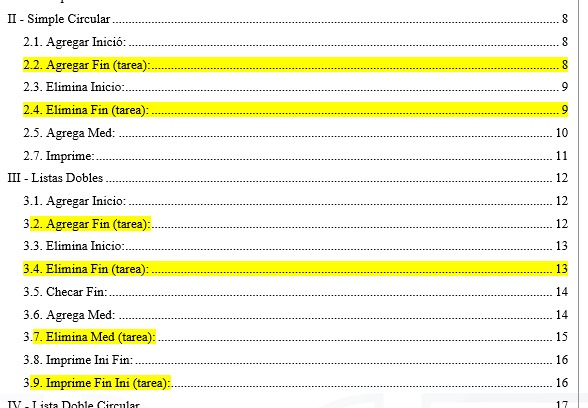 II - Simple Circular ........ 8
2.1. Agregar Inició: ........ 8
2.2. Agregar Fin (tarea): ........ 8
2.3. Elimina Inicio: ........ 9
2.4. Elimina Fin (tarea): ........ 9
2.5. Agrega Med: ........ 10
2.7. Imprime: ........ 11
III - Listas Dobles ........ 12
3.1. Agregar Inicio: ........ 12
3.2. Agregar Fin (tarea): ........ 12
3.3. Elimina Inicio: ........ 13
3.4. Elimina Fin (tarea): ........ 13
3.5. Checar Fin: ........ 14
3.6. Agrega Med: ........ 14
3.7. Elimina Med (tarea): ........ 15
3.8. Imprime Ini Fin: ........ 16
3.9. Imprime Fin Ini (tarea): ........ 16
IV - Lista Doble Circular ........ 17